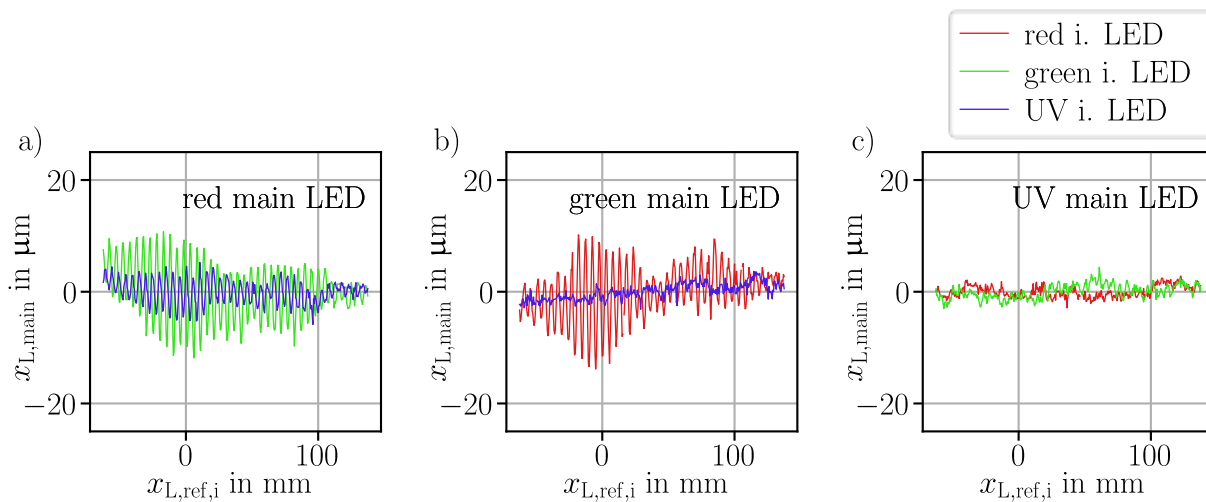 red i. LED
green i. LED
UV i. LED
a)
b)
c)
red main LED
green main LED
UV main LED
20
0
−20
20
0
−20
20
0
−20
x_L,main in μm
x_L,main in μm
x_L,main in μm
0 100
0 100
0 100
x_L,ref,i in mm
x_L,ref,i in mm
x_L,ref,i in mm